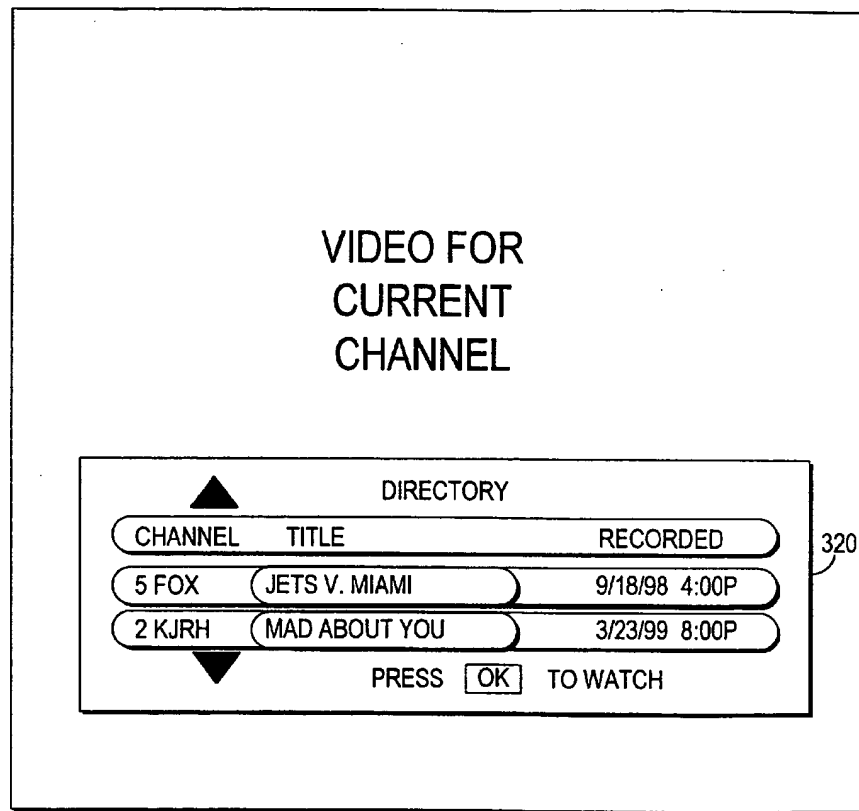 VIDEO FOR
CURRENT
CHANNEL
DIRECTORY
CHANNEL TITLE RECORDED
5 FOX JETS V. MIAMI 9/18/98 4:00P
2 KJRH MAD ABOUT YOU 3/23/99 8:00P
PRESS OK TO WATCH
320